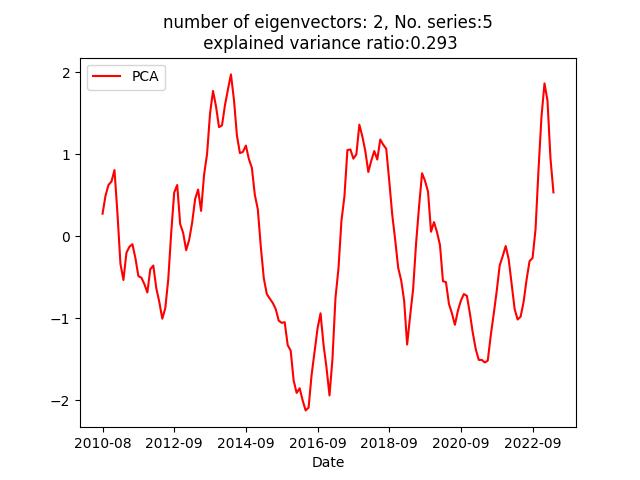 number of eigenvectors: 2, No. series:5
explained variance ratio:0.293
PCA
2
1
0
−1
−2
2010-08 2012-09 2014-09 2016-09 2018-09 2020-09 2022-09
Date